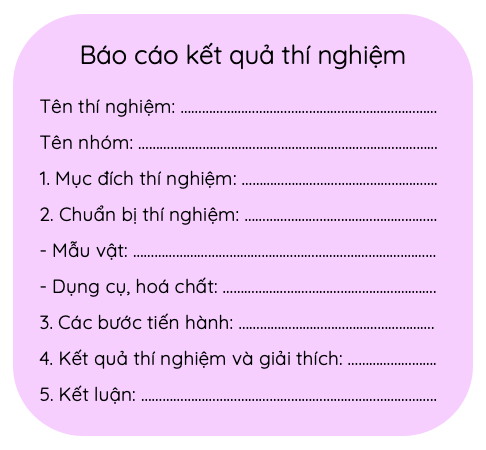 Báo cáo kết quả thí nghiệm
Tên thí nghiệm: ........................................................................
Tên nhóm: ...................................................................................
1. Mục đích thí nghiệm: .......................................................
2. Chuẩn bị thí nghiệm: ......................................................
- Mẫu vật: .....................................................................................
- Dụng cụ, hoá chất: ............................................................
3. Các bước tiến hành: .......................................................
4. Kết quả thí nghiệm và giải thích: .........................
5. Kết luận: ...................................................................................